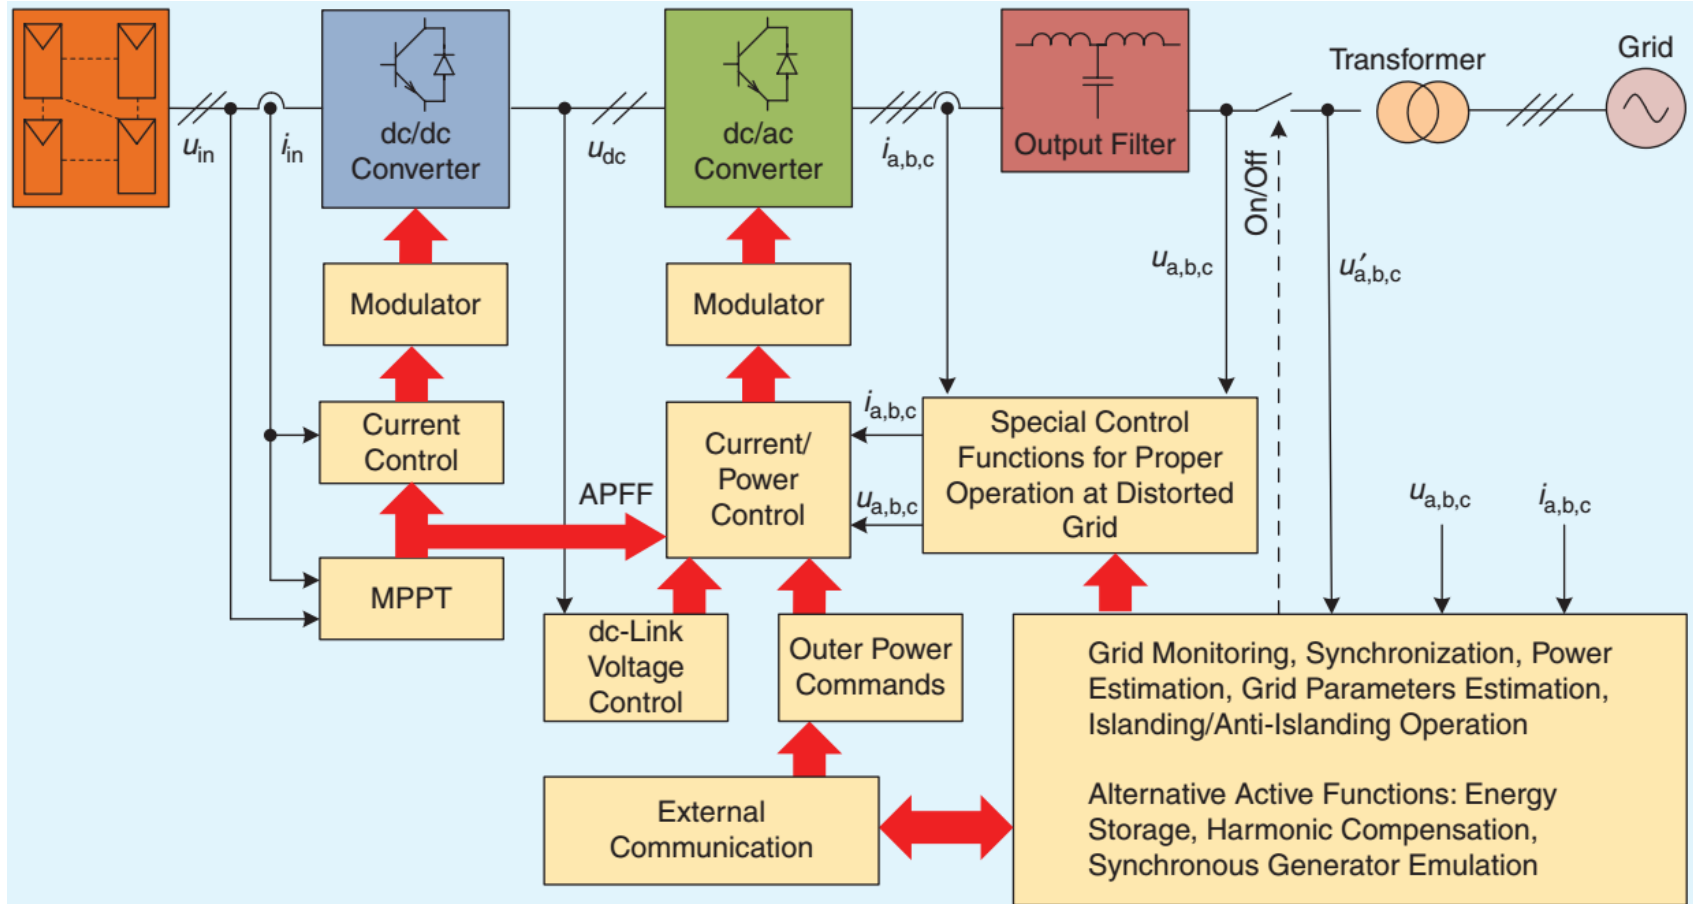 Transformer
Grid
u_in
i_in
dc/dc
Converter
u_dc
dc/ac
Converter
i_a,b,c
Output Filter
On/Off
u_a,b,c
u′_a,b,c
Modulator
Modulator
Current
Control
APFF
Current/
Power
Control
i_a,b,c
u_a,b,c
Special Control
Functions for Proper
Operation at Distorted
Grid
u_a,b,c
i_a,b,c
MPPT
dc-Link
Voltage
Control
Outer Power
Commands
Grid Monitoring, Synchronization, Power
Estimation, Grid Parameters Estimation,
Islanding/Anti-Islanding Operation
External
Communication
Alternative Active Functions: Energy
Storage, Harmonic Compensation,
Synchronous Generator Emulation